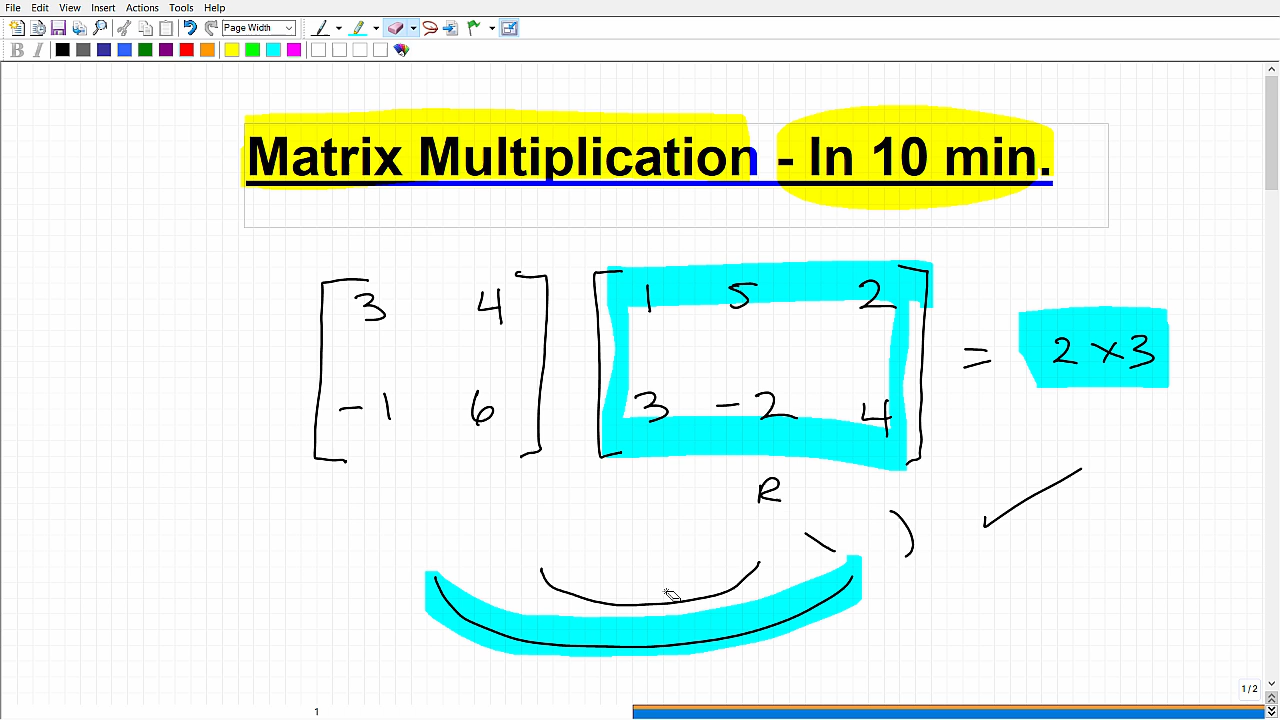 File Edit View Insert Actions Tools Help
Page Width
B I
Matrix Multiplication - In 10 min.
3 4 1 5 2
= 2 x 3
-1 6 3 -2 4
R
1/2
1